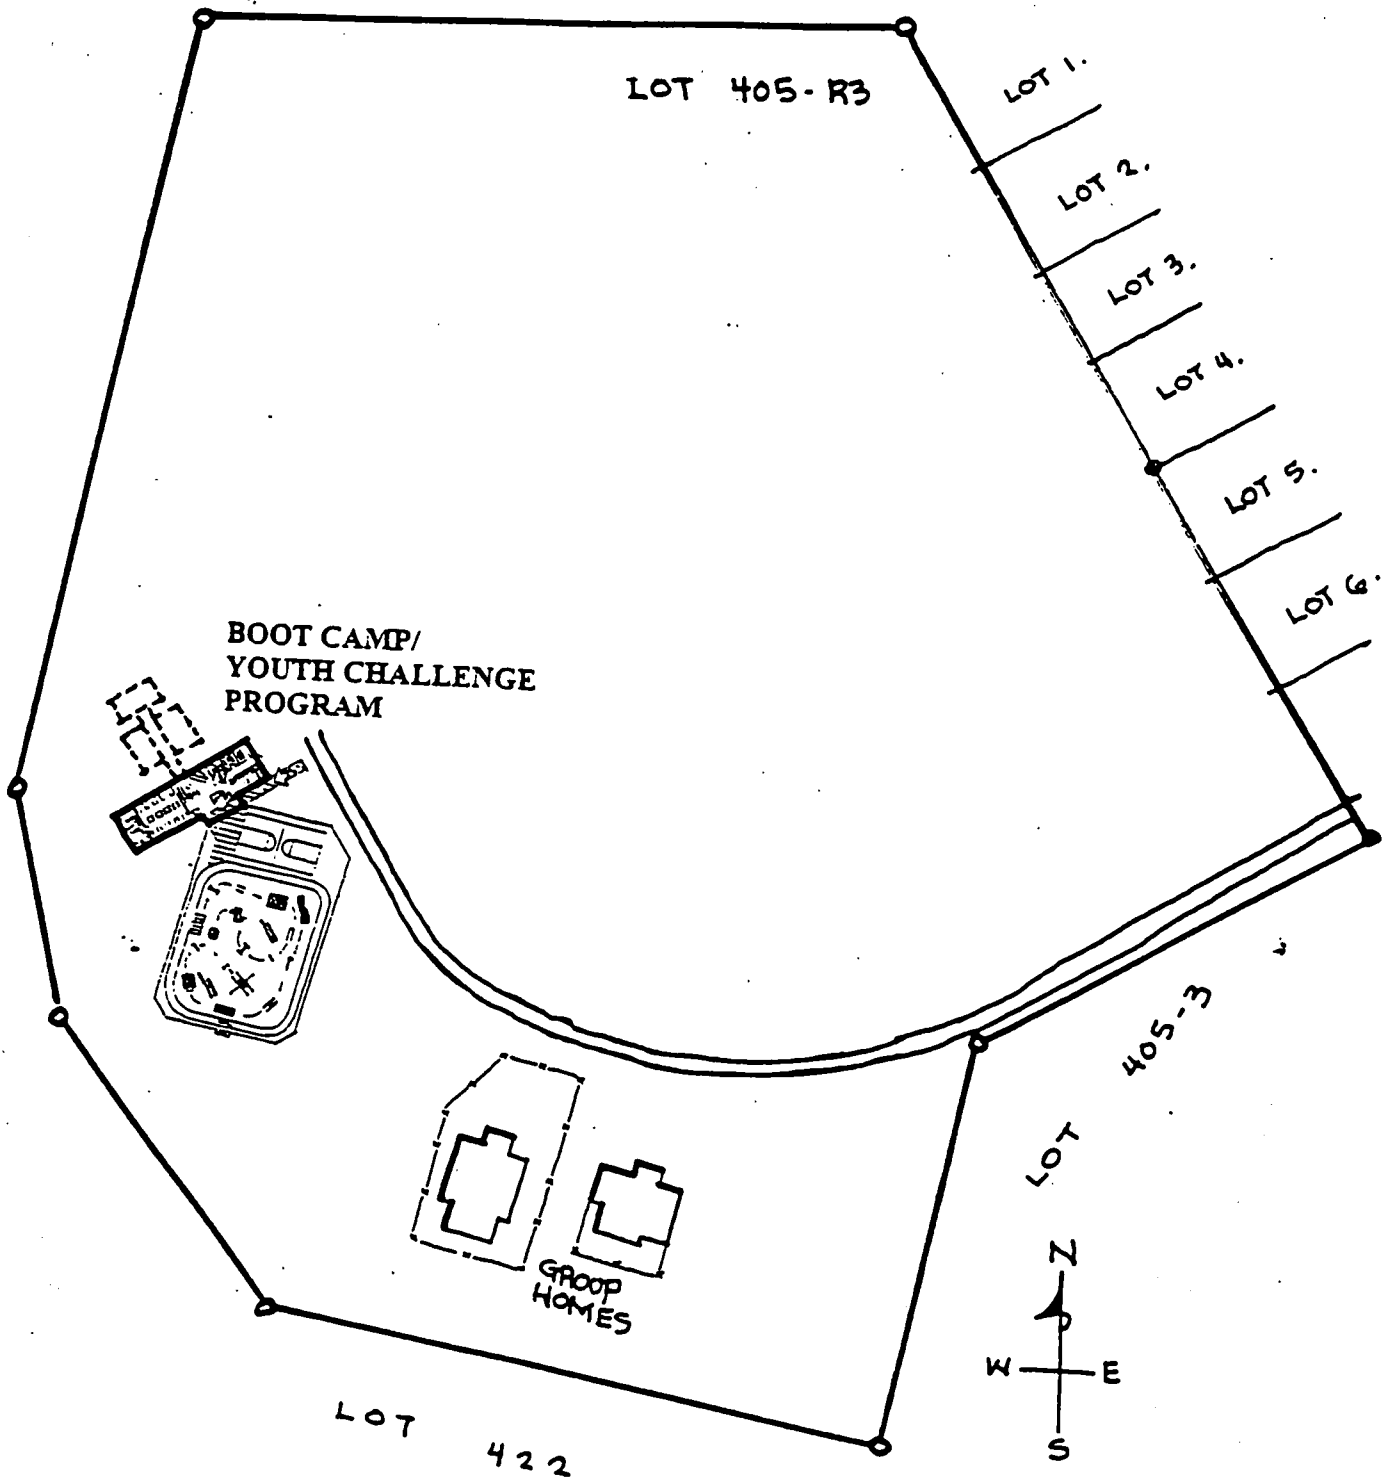 LOT 405-R3
LOT 1.
LOT 2.
LOT 3.
LOT 4.
LOT 5.
LOT 6.
BOOT CAMP/
YOUTH CHALLENGE
PROGRAM
LOT 405-3
GROOP
HOMES
N
W E
S
LOT 422